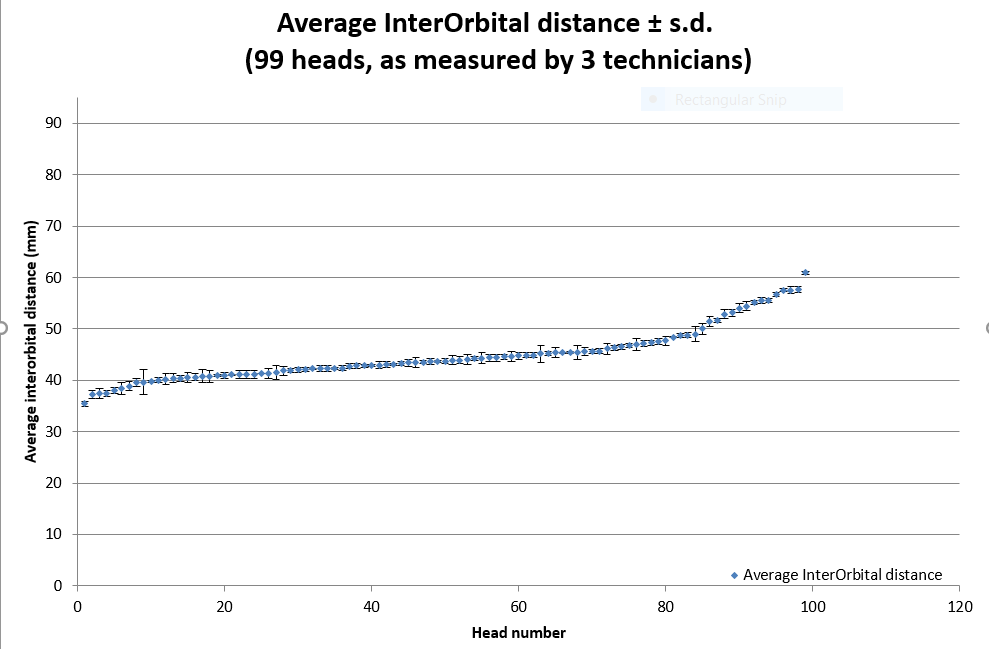 Average InterOrbital distance ± s.d.
(99 heads, as measured by 3 technicians)
Rectangular Snip
90
80
70
60
50
40
30
20
10
0
Average interorbital distance (mm)
Average InterOrbital distance
0 20 40 60 80 100 120
Head number